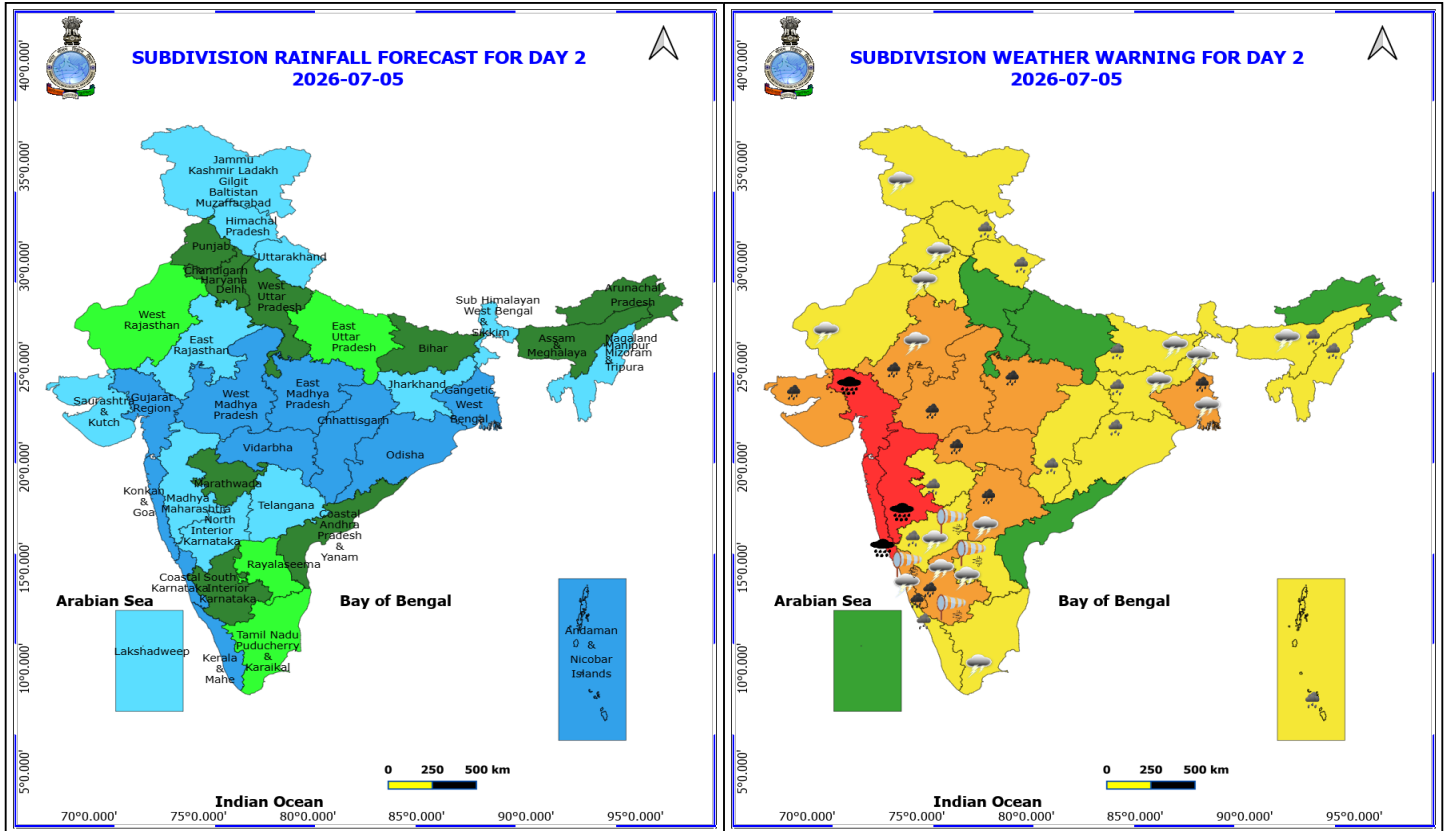 SUBDIVISION RAINFALL FORECAST FOR DAY 2
2026-07-05
40°0.000'
35°0.000'
30°0.000'
25°0.000'
20°0.000'
15°0.000'
10°0.000'
5°0.000'
Jammu
Kashmir Ladakh
Gilgit
Baltistan
Muzaffarabad
Himachal
Pradesh
Punjab
Uttarakhand
Chandigarh
Haryana
Delhi
West
Uttar
Pradesh
West
Rajasthan
East
Rajasthan
East
Uttar
Pradesh
Bihar
Sub Himalayan
West Bengal
&
Sikkim
Arunachal
Pradesh
Assam
&
Meghalaya
Nagaland
Manipur
Mizoram
&
Tripura
Saurashtra
&
Kutch
Gujarat
Region
West
Madhya
Pradesh
East
Madhya
Pradesh
Jharkhand
Gangetic
West
Bengal
Chhattisgarh
Odisha
Vidarbha
Konkan
&
Goa
Madhya
Maharashtra
Marathwada
Telangana
North
Interior
Karnataka
Coastal
Andhra
Pradesh
&
Yanam
Rayalaseema
Coastal
Karnataka
South
Interior
Karnataka
Tamil Nadu
Puducherry
&
Karaikal
Kerala
&
Mahe
Lakshadweep
Andaman
&
Nicobar
Islands
Arabian Sea
Bay of Bengal
Indian Ocean
0 250 500 km
70°0.000' 75°0.000' 80°0.000' 85°0.000' 90°0.000' 95°0.000'
SUBDIVISION WEATHER WARNING FOR DAY 2
2026-07-05
40°0.000'
35°0.000'
30°0.000'
25°0.000'
20°0.000'
15°0.000'
10°0.000'
5°0.000'
Arabian Sea
Bay of Bengal
Indian Ocean
0 250 500 km
70°0.000' 75°0.000' 80°0.000' 85°0.000' 90°0.000' 95°0.000'